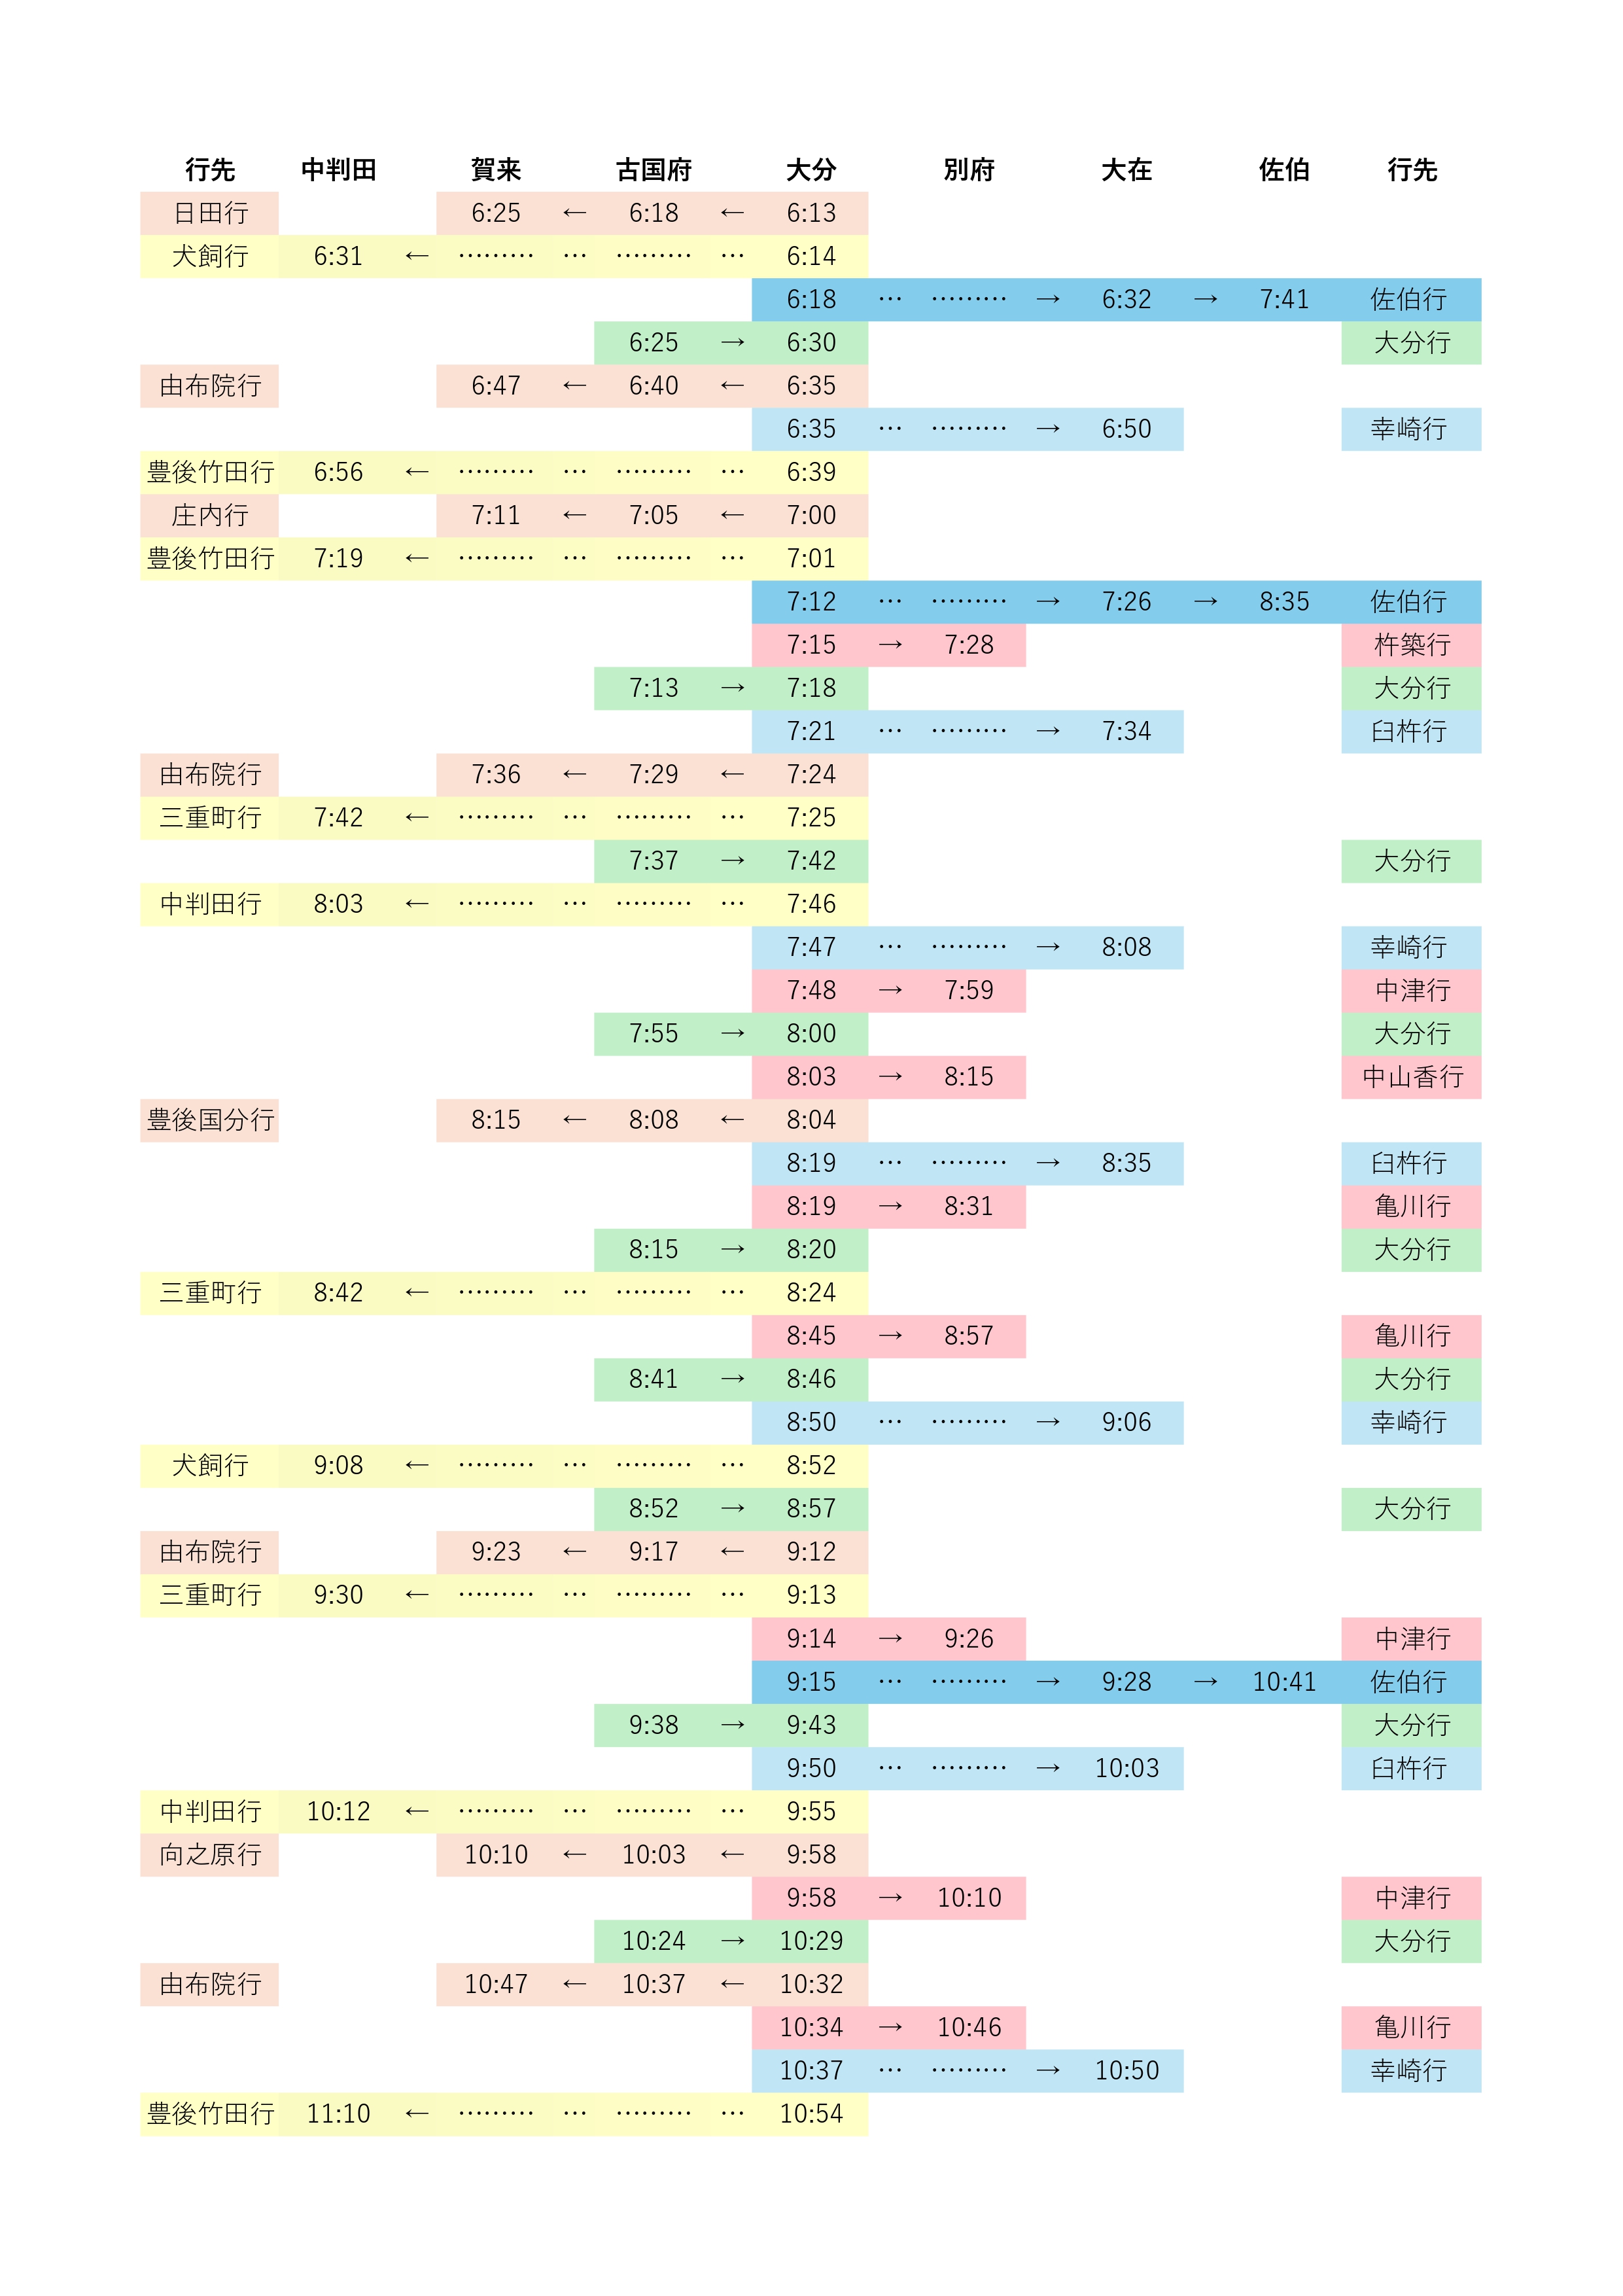 行先 中判田 賀来 古国府 大分 別府 大在 佐伯 行先
日田行 6:25 ← 6:18 ← 6:13
犬飼行 6:31 ← ⋯⋯⋯ ⋯ ⋯⋯⋯ ⋯ 6:14
6:18 ⋯ ⋯⋯⋯ → 6:32 → 7:41 佐伯行
6:25 → 6:30 大分行
由布院行 6:47 ← 6:40 ← 6:35
6:35 ⋯ ⋯⋯⋯ → 6:50 幸崎行
豊後竹田行 6:56 ← ⋯⋯⋯ ⋯ ⋯⋯⋯ ⋯ 6:39
庄内行 7:11 ← 7:05 ← 7:00
豊後竹田行 7:19 ← ⋯⋯⋯ ⋯ ⋯⋯⋯ ⋯ 7:01
7:12 ⋯ ⋯⋯⋯ → 7:26 → 8:35 佐伯行
7:15 → 7:28 杵築行
7:13 → 7:18 大分行
7:21 ⋯ ⋯⋯⋯ → 7:34 臼杵行
由布院行 7:36 ← 7:29 ← 7:24
三重町行 7:42 ← ⋯⋯⋯ ⋯ ⋯⋯⋯ ⋯ 7:25
7:37 → 7:42 大分行
中判田行 8:03 ← ⋯⋯⋯ ⋯ ⋯⋯⋯ ⋯ 7:46
7:47 ⋯ ⋯⋯⋯ → 8:08 幸崎行
7:48 → 7:59 中津行
7:55 → 8:00 大分行
8:03 → 8:15 中山香行
豊後国分行 8:15 ← 8:08 ← 8:04
8:19 ⋯ ⋯⋯⋯ → 8:35 臼杵行
8:19 → 8:31 亀川行
8:15 → 8:20 大分行
三重町行 8:42 ← ⋯⋯⋯ ⋯ ⋯⋯⋯ ⋯ 8:24
8:45 → 8:57 亀川行
8:41 → 8:46 大分行
8:50 ⋯ ⋯⋯⋯ → 9:06 幸崎行
犬飼行 9:08 ← ⋯⋯⋯ ⋯ ⋯⋯⋯ ⋯ 8:52
8:52 → 8:57 大分行
由布院行 9:23 ← 9:17 ← 9:12
三重町行 9:30 ← ⋯⋯⋯ ⋯ ⋯⋯⋯ ⋯ 9:13
9:14 → 9:26 中津行
9:15 ⋯ ⋯⋯⋯ → 9:28 → 10:41 佐伯行
9:38 → 9:43 大分行
9:50 ⋯ ⋯⋯⋯ → 10:03 臼杵行
中判田行 10:12 ← ⋯⋯⋯ ⋯ ⋯⋯⋯ ⋯ 9:55
向之原行 10:10 ← 10:03 ← 9:58
9:58 → 10:10 中津行
10:24 → 10:29 大分行
由布院行 10:47 ← 10:37 ← 10:32
10:34 → 10:46 亀川行
10:37 ⋯ ⋯⋯⋯ → 10:50 幸崎行
豊後竹田行 11:10 ← ⋯⋯⋯ ⋯ ⋯⋯⋯ ⋯ 10:54